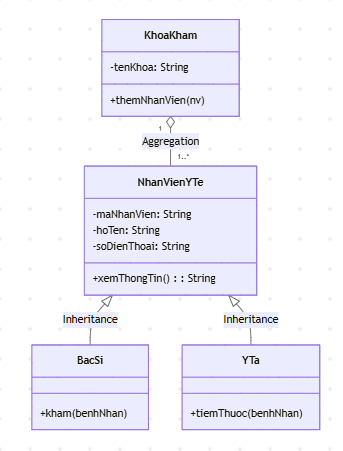 KhoaKham
-tenKhoa: String
+themNhanVien(nv)
1
Aggregation
1..*
NhanVienYTe
-maNhanVien: String
-hoTen: String
-soDienThoai: String
+xemThongTin() : : String
Inheritance
Inheritance
BacSi
YTa
+kham(benhNhan)
+tiemThuoc(benhNhan)